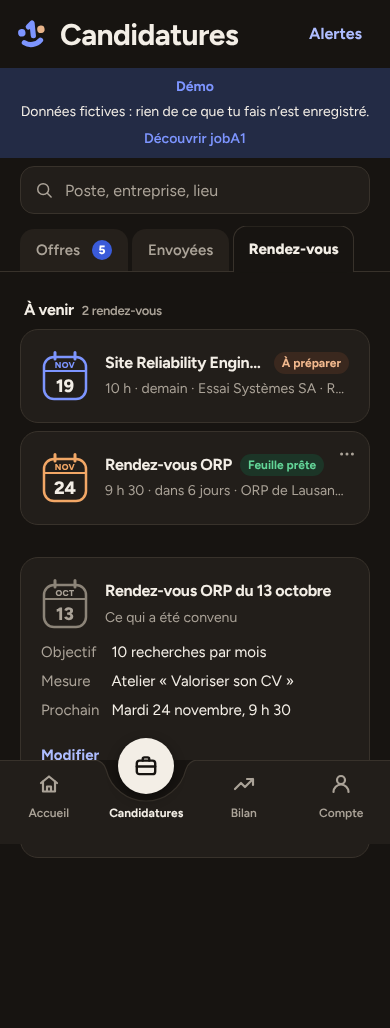 Candidatures
Alertes
Démo
Données fictives : rien de ce que tu fais n'est enregistré.
Découvrir jobA1
Poste, entreprise, lieu
Offres 5
Envoyées
Rendez-vous
À venir 2 rendez-vous
NOV
19
Site Reliability Engin… À préparer
10 h · demain · Essai Systèmes SA · R…
NOV
24
Rendez-vous ORP Feuille prête
9 h 30 · dans 6 jours · ORP de Lausan…
OCT
13
Rendez-vous ORP du 13 octobre
Ce qui a été convenu
Objectif 10 recherches par mois
Mesure Atelier « Valoriser son CV »
Prochain Mardi 24 novembre, 9 h 30
Modifier
Accueil
Candidatures
Bilan
Compte